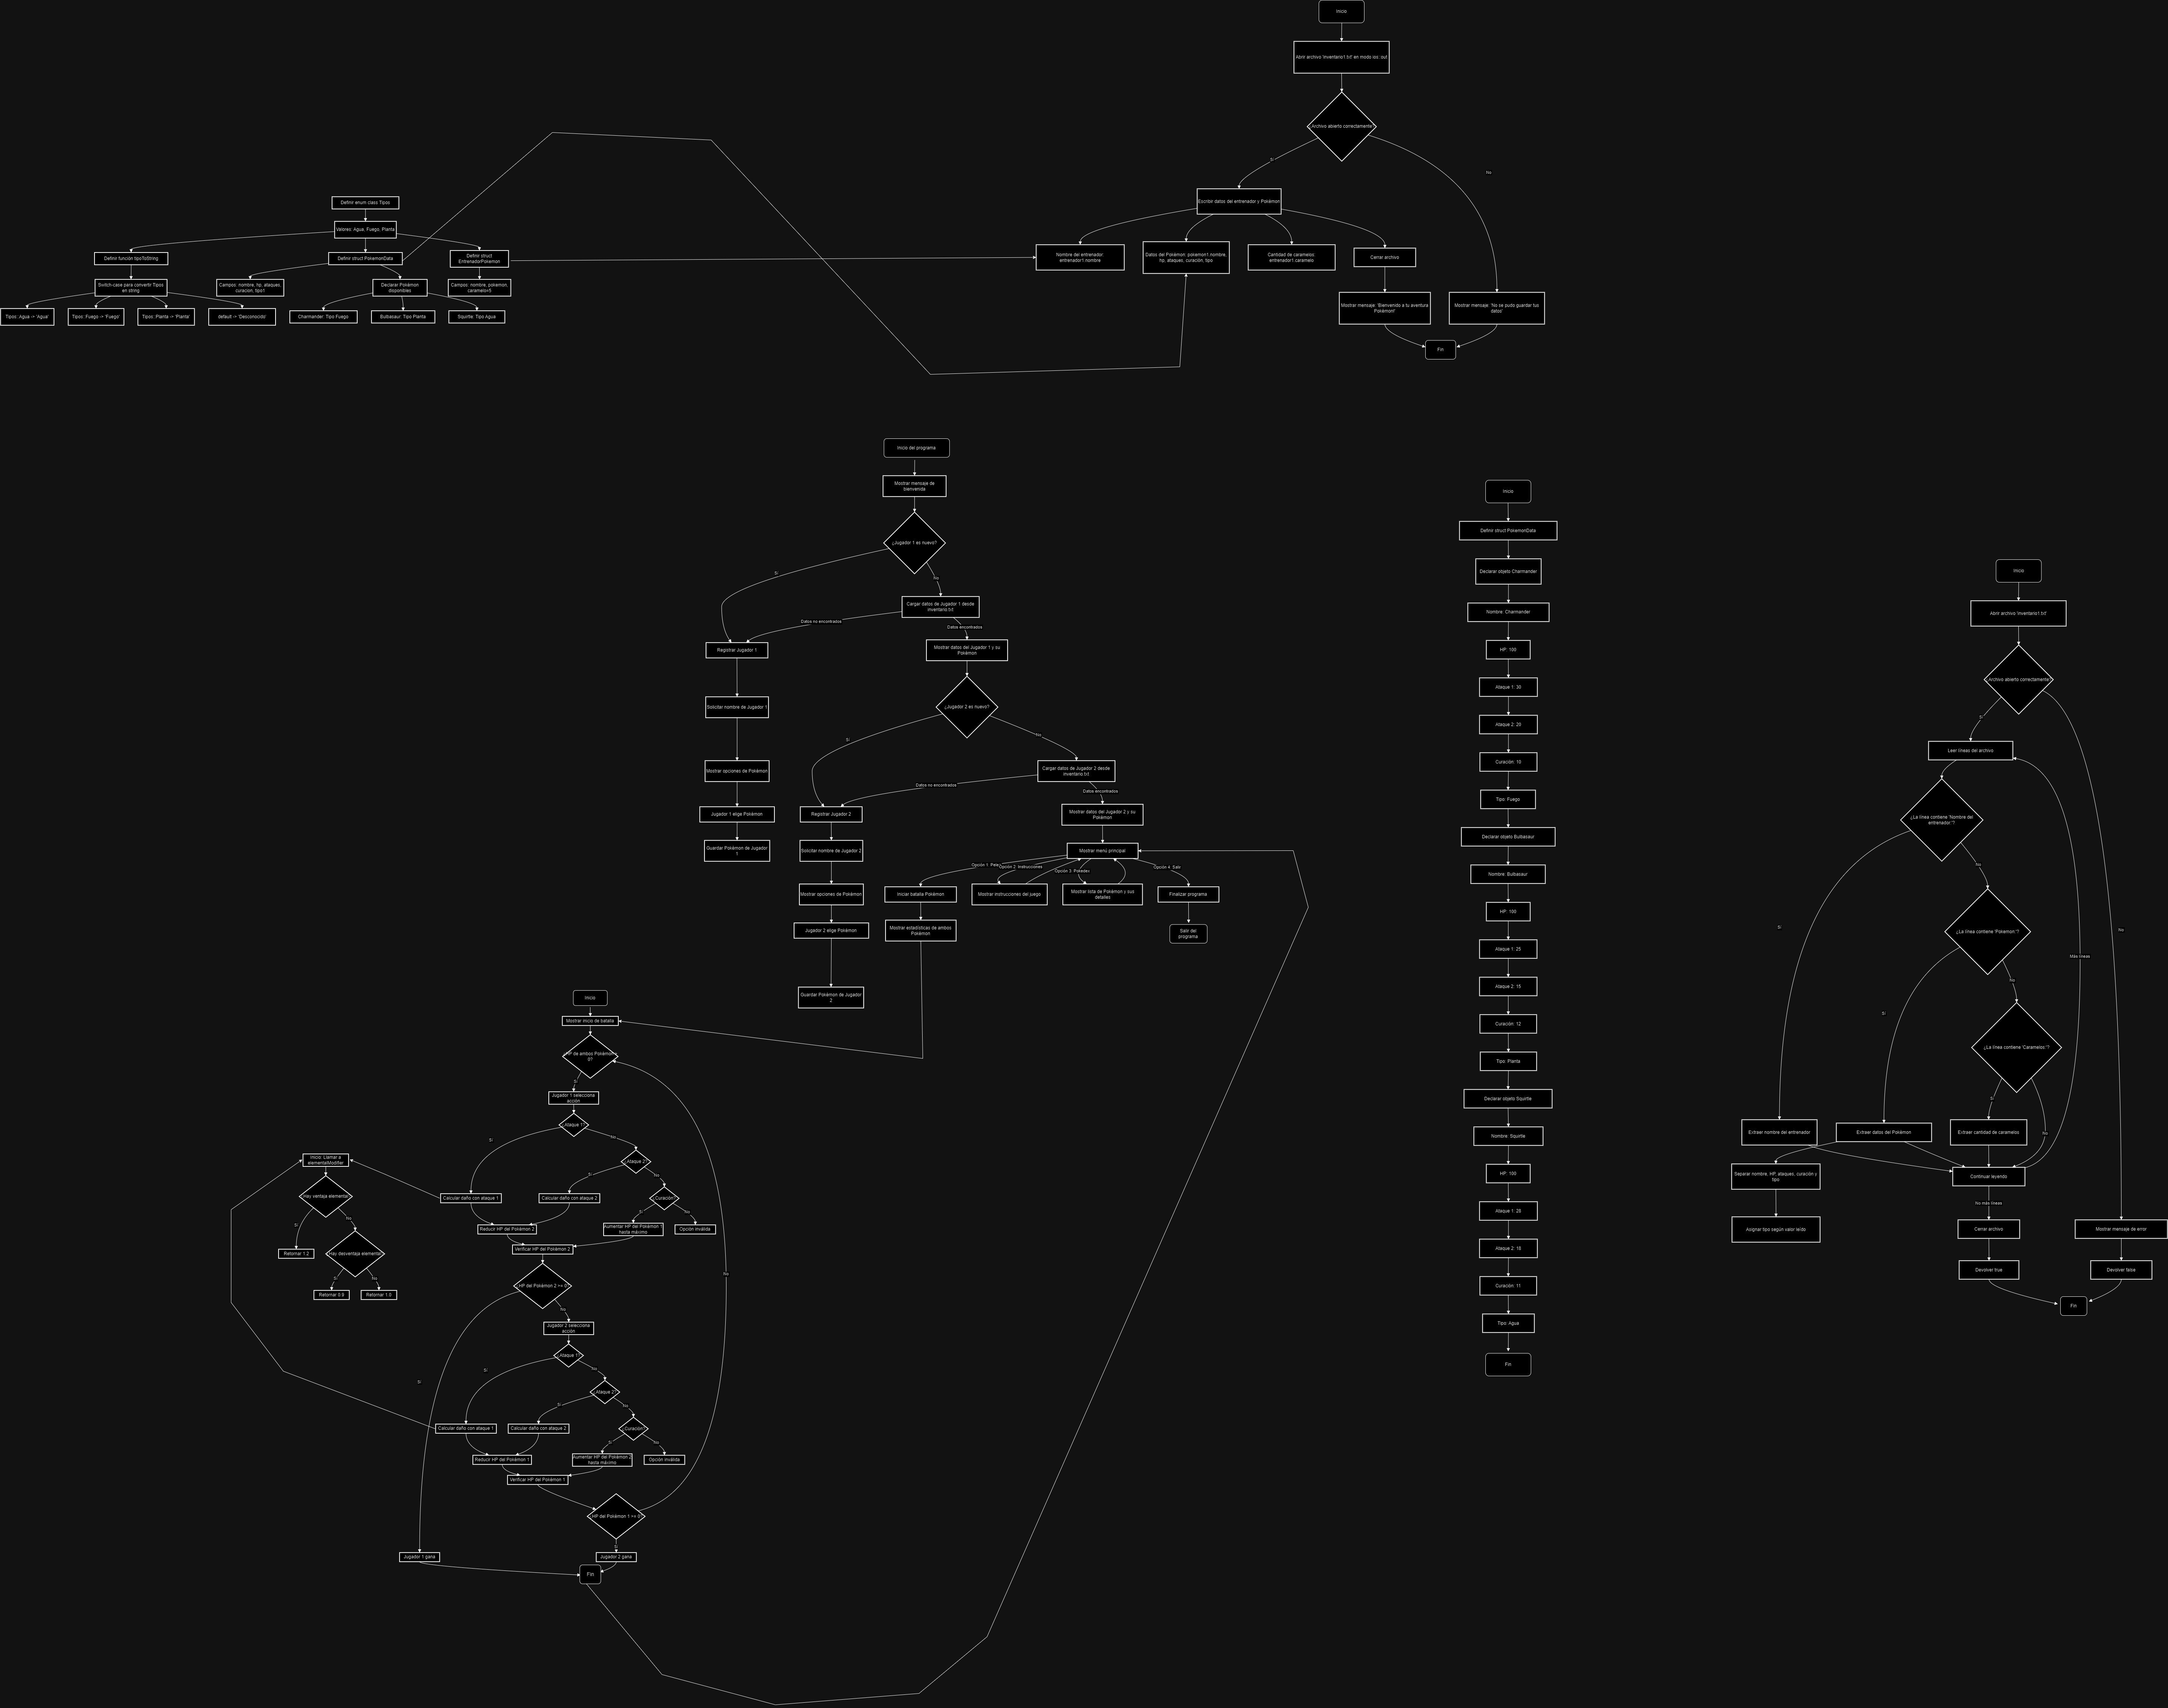 Inicio
Abrir archivo 'Inventario1.txt' en modo ios::out
¿Archivo abierto correctamente?
Sí
No
Escribir datos del entrenador y Pokémon
Nombre del entrenador:
entrenador1.nombre
Datos del Pokémon: pokemon1.nombre,
hp, ataques, curación, tipo
Cantidad de caramelos:
entrenador1.caramelo
Cerrar archivo
Mostrar mensaje: 'Bienvenido a tu aventura
Pokémon!'
Mostrar mensaje: 'No se pudo guardar tus
datos'
Fin
Definir enum class Tipos
Valores: Agua, Fuego, Planta
Definir función tipoToString
Definir struct PokemonData
Definir struct
EntrenadorPokemon
Switch-case para convertir Tipos
en string
Campos: nombre, hp, ataques,
curacion, tipo1
Declarar Pokémon
disponibles
Campos: nombre, pokemon,
caramelo=5
Tipos::Agua -> 'Agua'
Tipos::Fuego -> 'Fuego'
Tipos::Planta -> 'Planta'
default -> 'Desconocido'
Charmander: Tipo Fuego
Bulbasaur: Tipo Planta
Squirtle: Tipo Agua
Inicio del programa
Mostrar mensaje de
bienvenida
¿Jugador 1 es nuevo?
Sí
No
Cargar datos de Jugador 1 desde
inventario.txt
Datos no encontrados
Datos encontrados
Registrar Jugador 1
Mostrar datos del Jugador 1 y su
Pokémon
Solicitar nombre de Jugador 1
¿Jugador 2 es nuevo?
Sí
No
Mostrar opciones de Pokémon
Cargar datos de Jugador 2 desde
inventario.txt
Datos no encontrados
Datos encontrados
Jugador 1 elige Pokémon
Registrar Jugador 2
Mostrar datos del Jugador 2 y su
Pokémon
Guardar Pokémon de Jugador
1
Solicitar nombre de Jugador 2
Mostrar menú principal
Opción 2: Instrucciones
Opción 3: Pokedex
Opción 4: Salir
Mostrar opciones de Pokémon
Iniciar batalla Pokémon
Mostrar instrucciones del juego
Mostrar lista de Pokémon y sus
detalles
Finalizar programa
Jugador 2 elige Pokémon
Mostrar estadísticas de ambos
Pokémon
Salir del
programa
Guardar Pokémon de Jugador
2
Inicio
Mostrar inicio de batalla
HP de ambos Pokémon
0?
Sí
Jugador 1 selecciona
acción
¿Ataque 1?
Sí
No
¿Ataque 2?
Sí
No
¿Curación?
Sí
No
Calcular daño con ataque 1
Calcular daño con ataque 2
Aumentar HP del Pokémon 1
hasta máximo
Opción inválida
Reducir HP del Pokémon 2
Verificar HP del Pokémon 2
HP del Pokémon 2 <= 0?
Sí
No
Jugador 2 selecciona
acción
¿Ataque 1?
Sí
No
¿Ataque 2?
Sí
No
¿Curación?
Sí
No
Calcular daño con ataque 1
Calcular daño con ataque 2
Aumentar HP del Pokémon 2
hasta máximo
Opción inválida
Reducir HP del Pokémon 1
Verificar HP del Pokémon 1
HP del Pokémon 1 <= 0?
No
Sí
Jugador 1 gana
Jugador 2 gana
Fin
Inicio: Llamar a
elementalModifier
¿Hay ventaja elemental?
Sí
No
Retornar 1.2
¿Hay desventaja elemental?
Sí
No
Retornar 0.9
Retornar 1.0
Inicio
Definir struct PokemonData
Declarar objeto Charmander
Nombre: Charmander
HP: 100
Ataque 1: 30
Ataque 2: 20
Curación: 10
Tipo: Fuego
Declarar objeto Bulbasaur
Nombre: Bulbasaur
HP: 100
Ataque 1: 25
Ataque 2: 15
Curación: 12
Tipo: Planta
Declarar objeto Squirtle
Nombre: Squirtle
HP: 100
Ataque 1: 28
Ataque 2: 18
Curación: 11
Tipo: Agua
Fin
Inicio
Abrir archivo 'Inventario1.txt'
¿Archivo abierto correctamente?
Sí
No
Leer líneas del archivo
¿La línea contiene 'Nombre del
entrenador:'?
Sí
No
¿La línea contiene 'Pokemon:'?
Sí
No
Más líneas
¿La línea contiene 'Caramelos:'?
Sí
No
Extraer nombre del entrenador
Extraer datos del Pokémon
Extraer cantidad de caramelos
Separar nombre, HP, ataques, curación y
tipo
Continuar leyendo
No más líneas
Asignar tipo según valor leído
Cerrar archivo
Mostrar mensaje de error
Devolver true
Devolver false
Fin